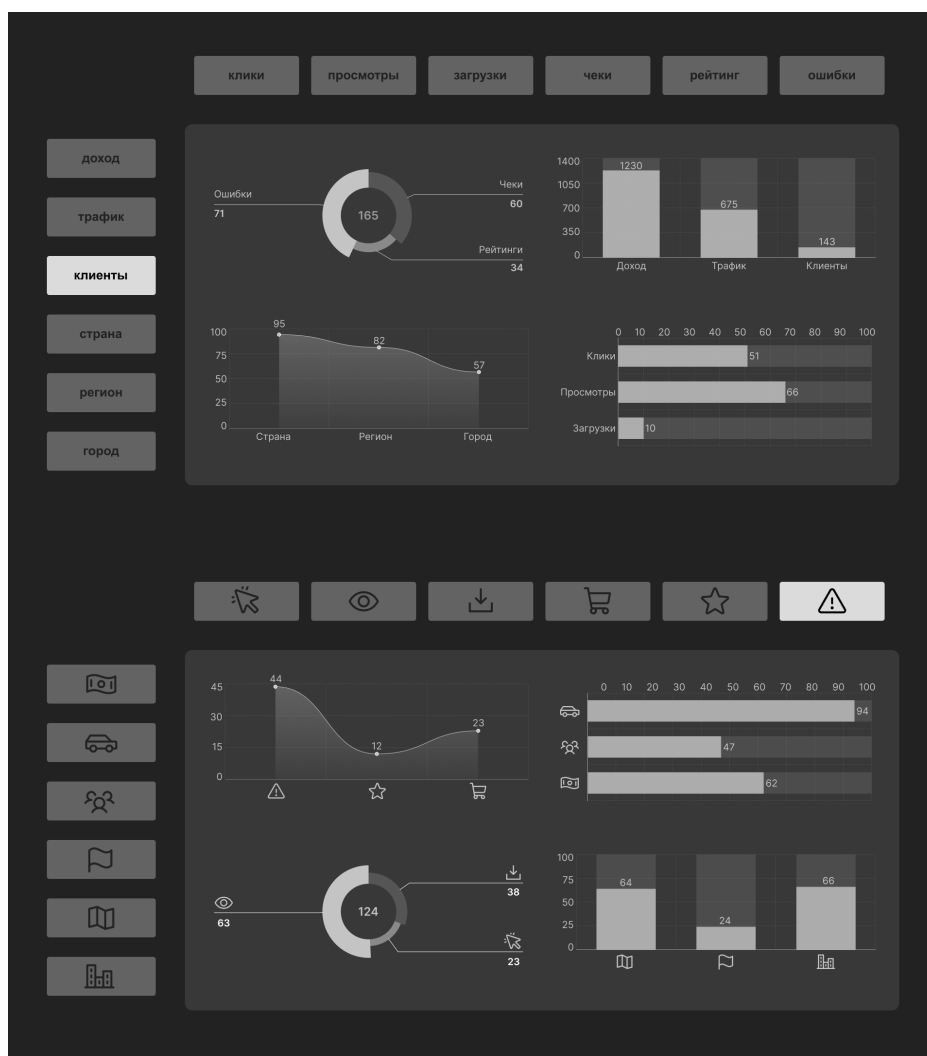 клики просмотры загрузки чеки рейтинг ошибки
доход
трафик
клиенты
страна
регион
город
Ошибки
71
165
Чеки
60
Рейтинги
34
1400
1050
700
350
0
1230
675
143
Доход Трафик Клиенты
100
75
50
25
0
95
82
57
Страна Регион Город
0 10 20 30 40 50 60 70 80 90 100
Клики 51
Просмотры 66
Загрузки 10
45
30
15
0
44
12
23
0 10 20 30 40 50 60 70 80 90 100
94
47
62
63
124
38
23
100
75
50
25
0
64
24
66